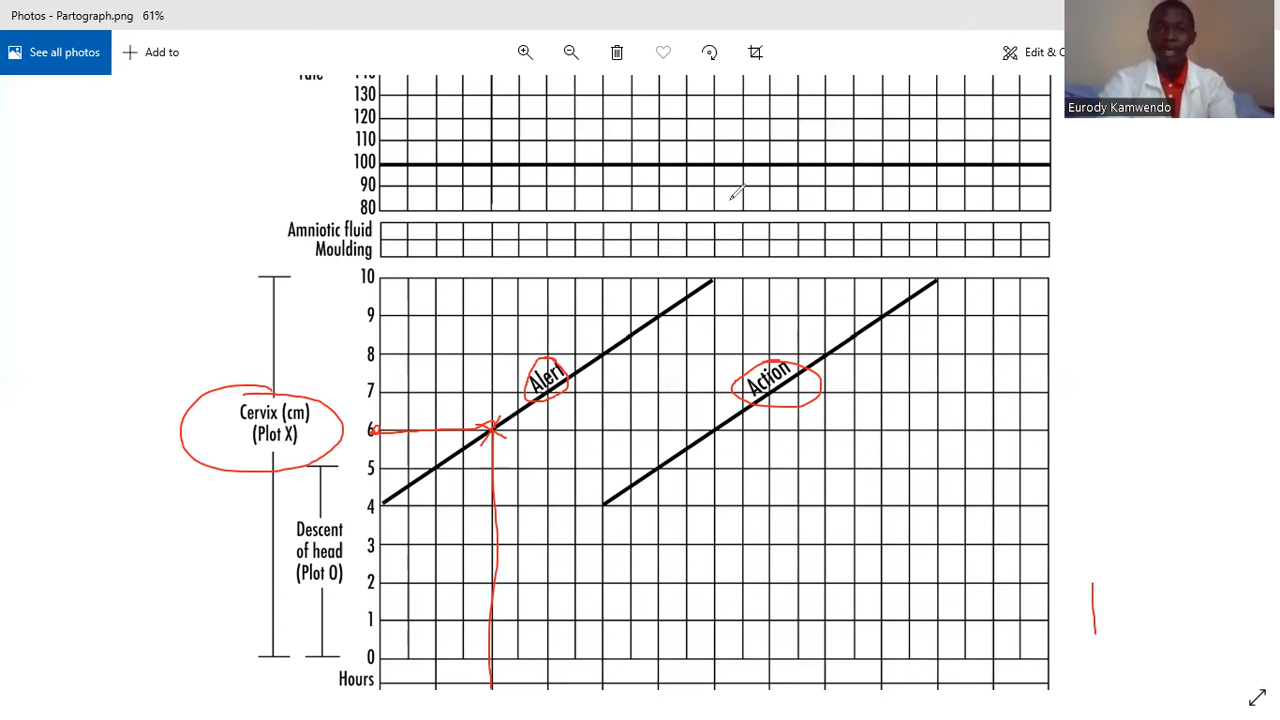 Photos - Partograph.png 61%
See all photos
Add to
Edit &
Eurody Kamwendo
130
120
110
100
90
80
Amniotic fluid
Moulding
10
9
8
7
6
5
4
3
2
1
0
Cervix (cm)
(Plot X)
Descent
of head
(Plot O)
Alert
Action
Hours